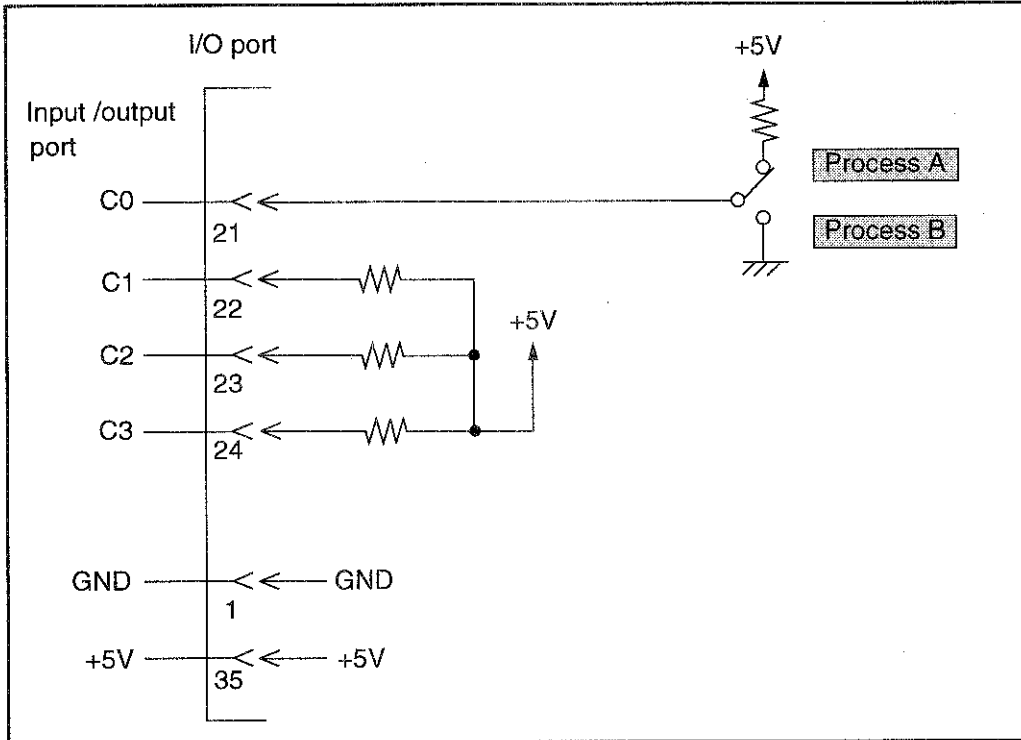 I/O port
+5V
Input /output
port
Process A
C0
21
Process B
C1
22
+5V
C2
23
C3
24
GND
GND
1
+5V
+5V
35